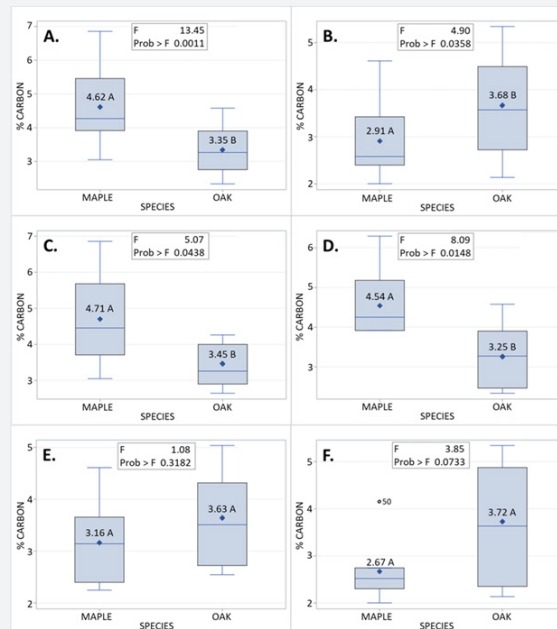 A.
F 13.45
Prob > F 0.0011
7
6
5
4
3
% CARBON
4.62 A
3.35 B
MAPLE OAK
SPECIES
B.
F 4.90
Prob > F 0.0358
5
4
3
2
% CARBON
2.91 A
3.68 B
MAPLE OAK
SPECIES
C.
F 5.07
Prob > F 0.0438
7
6
5
4
3
% CARBON
4.71 A
3.45 B
MAPLE OAK
SPECIES
D.
F 8.09
Prob > F 0.0148
6
5
4
3
% CARBON
4.54 A
3.25 B
MAPLE OAK
SPECIES
E.
F 1.08
Prob > F 0.3182
5
4
3
2
% CARBON
3.16 A
3.63 A
MAPLE OAK
SPECIES
F.
F 3.85
Prob > F 0.0733
5
4
3
2
% CARBON
50
2.67 A
3.72 A
MAPLE OAK
SPECIES